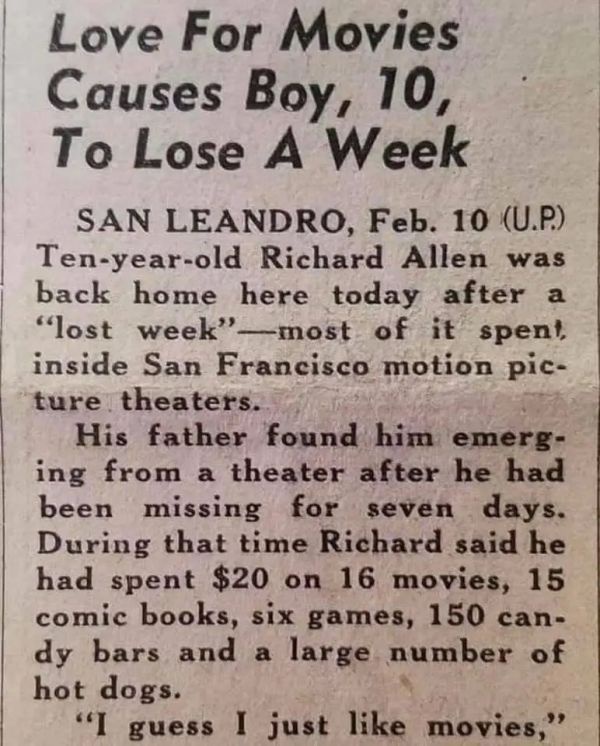 Love For Movies
Causes Boy, 10,
To Lose A Week
SAN LEANDRO, Feb. 10 (U.P.)
Ten-year-old Richard Allen was
back home here today after a
“lost week”—most of it spent
inside San Francisco motion pic-
ture theaters.
His father found him emerg-
ing from a theater after he had
been missing for seven days.
During that time Richard said he
had spent $20 on 16 movies, 15
comic books, six games, 150 can-
dy bars and a large number of
hot dogs.
“I guess I just like movies,”